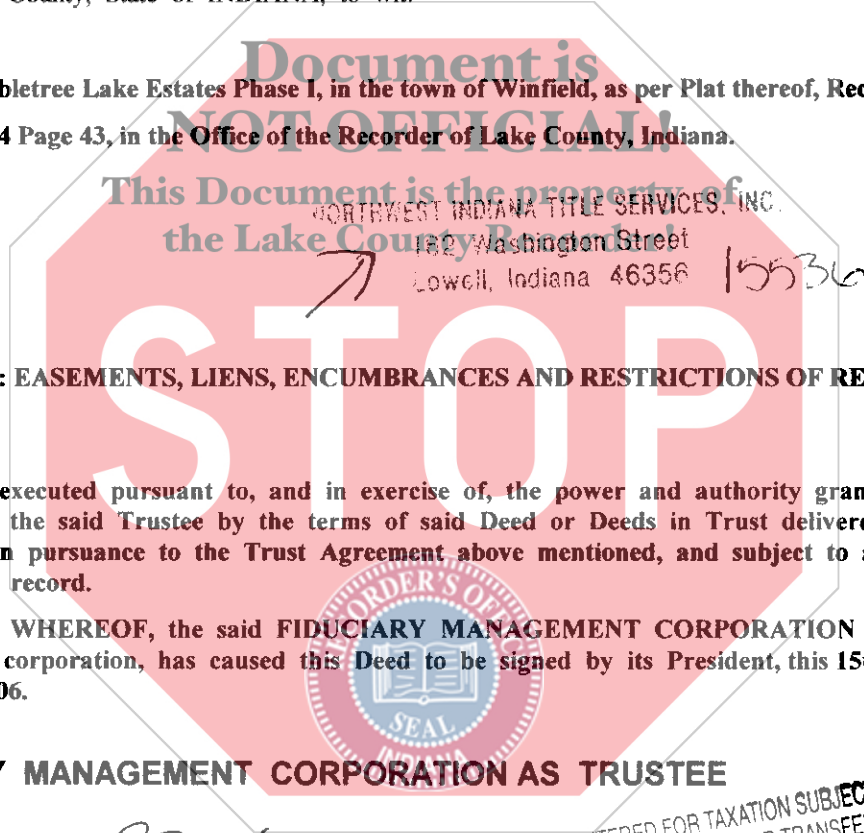 County, State of INDIANA, to wit:
Document is
bletree Lake Estates Phase I, in the town of Winfield, as per Plat thereof, Rec
NOT OFFICIAL!
4 Page 43, in the Office of the Recorder of Lake County, Indiana.
This Document is the property of
NORTHWEST INDIANA TITLE SERVICES, INC.
the Lake County Recorder!
162 Washington Street
Lowell, Indiana 46356
15536
STOP
: EASEMENTS, LIENS, ENCUMBRANCES AND RESTRICTIONS OF RE
executed pursuant to, and in exercise of, the power and authority gran
the said Trustee by the terms of said Deed or Deeds in Trust delivere
n pursuance to the Trust Agreement above mentioned, and subject to a
record.
WHEREOF, the said FIDUCIARY MANAGEMENT CORPORATION
corporation, has caused this Deed to be signed by its President, this 15
06.
RECORDER'S OFFICE
SEAL
INDIANA
Y MANAGEMENT CORPORATION AS TRUSTEE
TERED FOR TAXATION SUBJEC